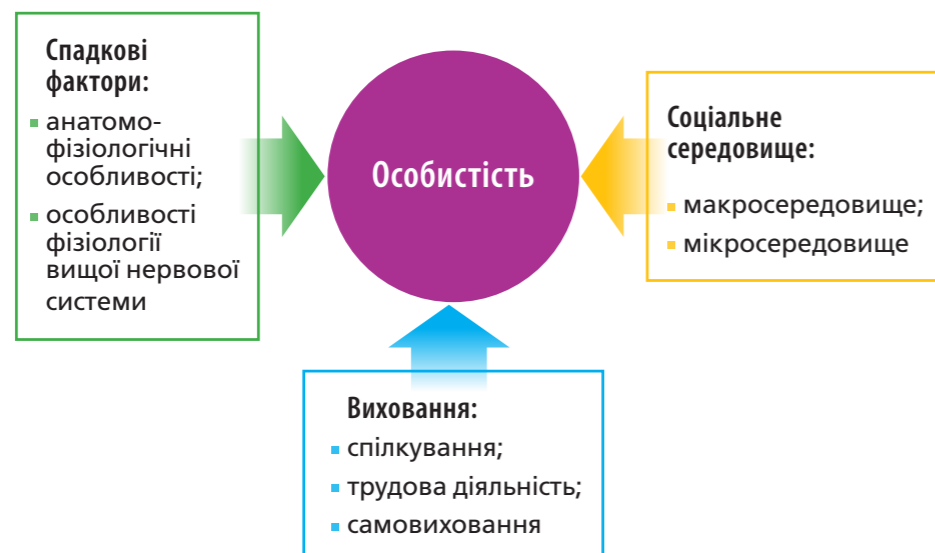 Спадкові
фактори:
анатомо-
фізіологічні
особливості;
особливості
фізіології
вищої нервової
системи
Особистість
Соціальне
середовище:
макросередовище;
мікросередовище
Виховання:
спілкування;
трудова діяльність;
самовиховання